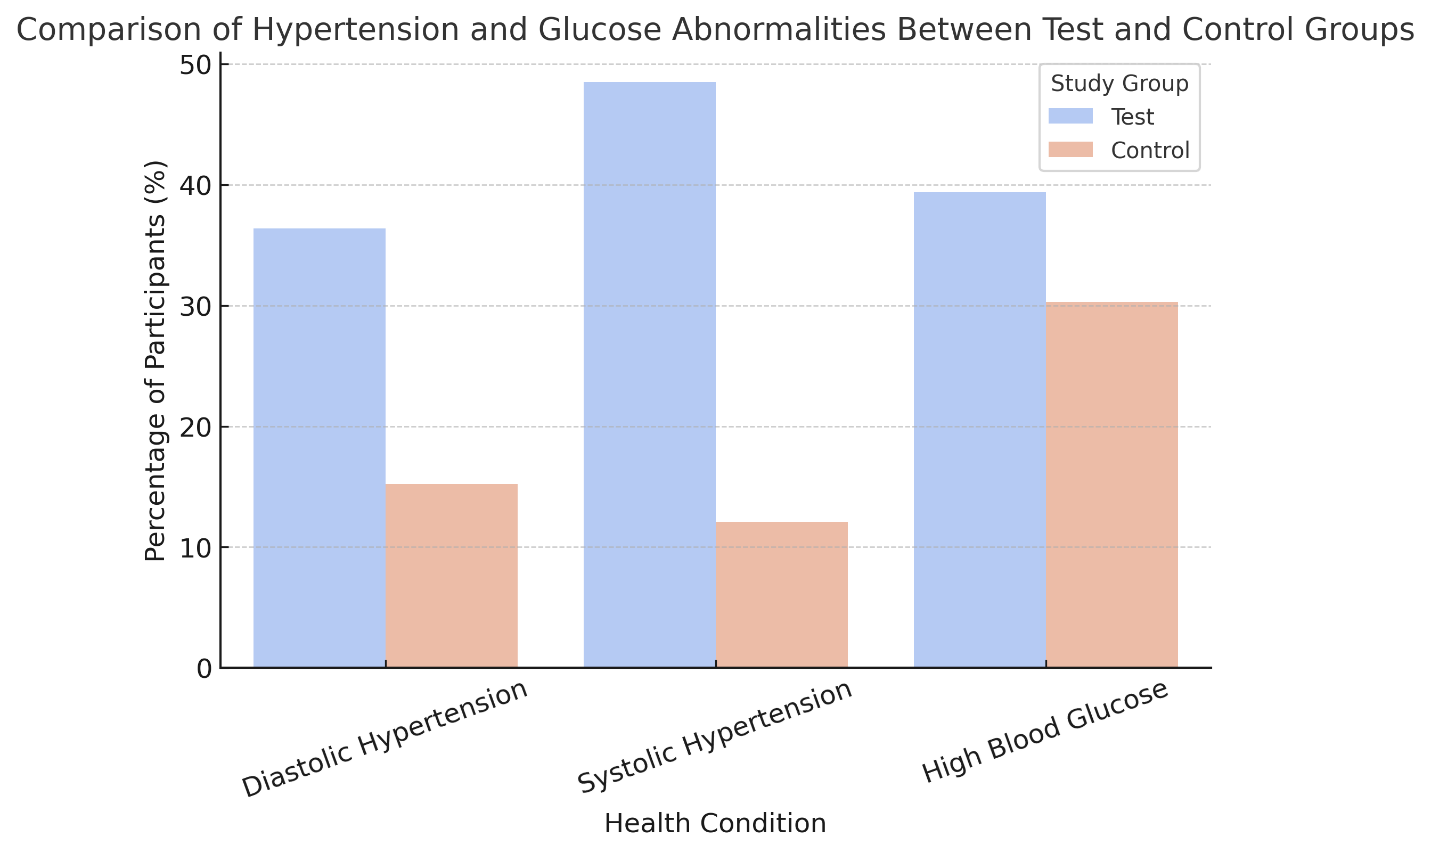 Comparison of Hypertension and Glucose Abnormalities Between Test and Control Groups
Percentage of Participants (%)
50
40
30
20
10
0
Study Group
Test
Control
Diastolic Hypertension
Systolic Hypertension
High Blood Glucose
Health Condition